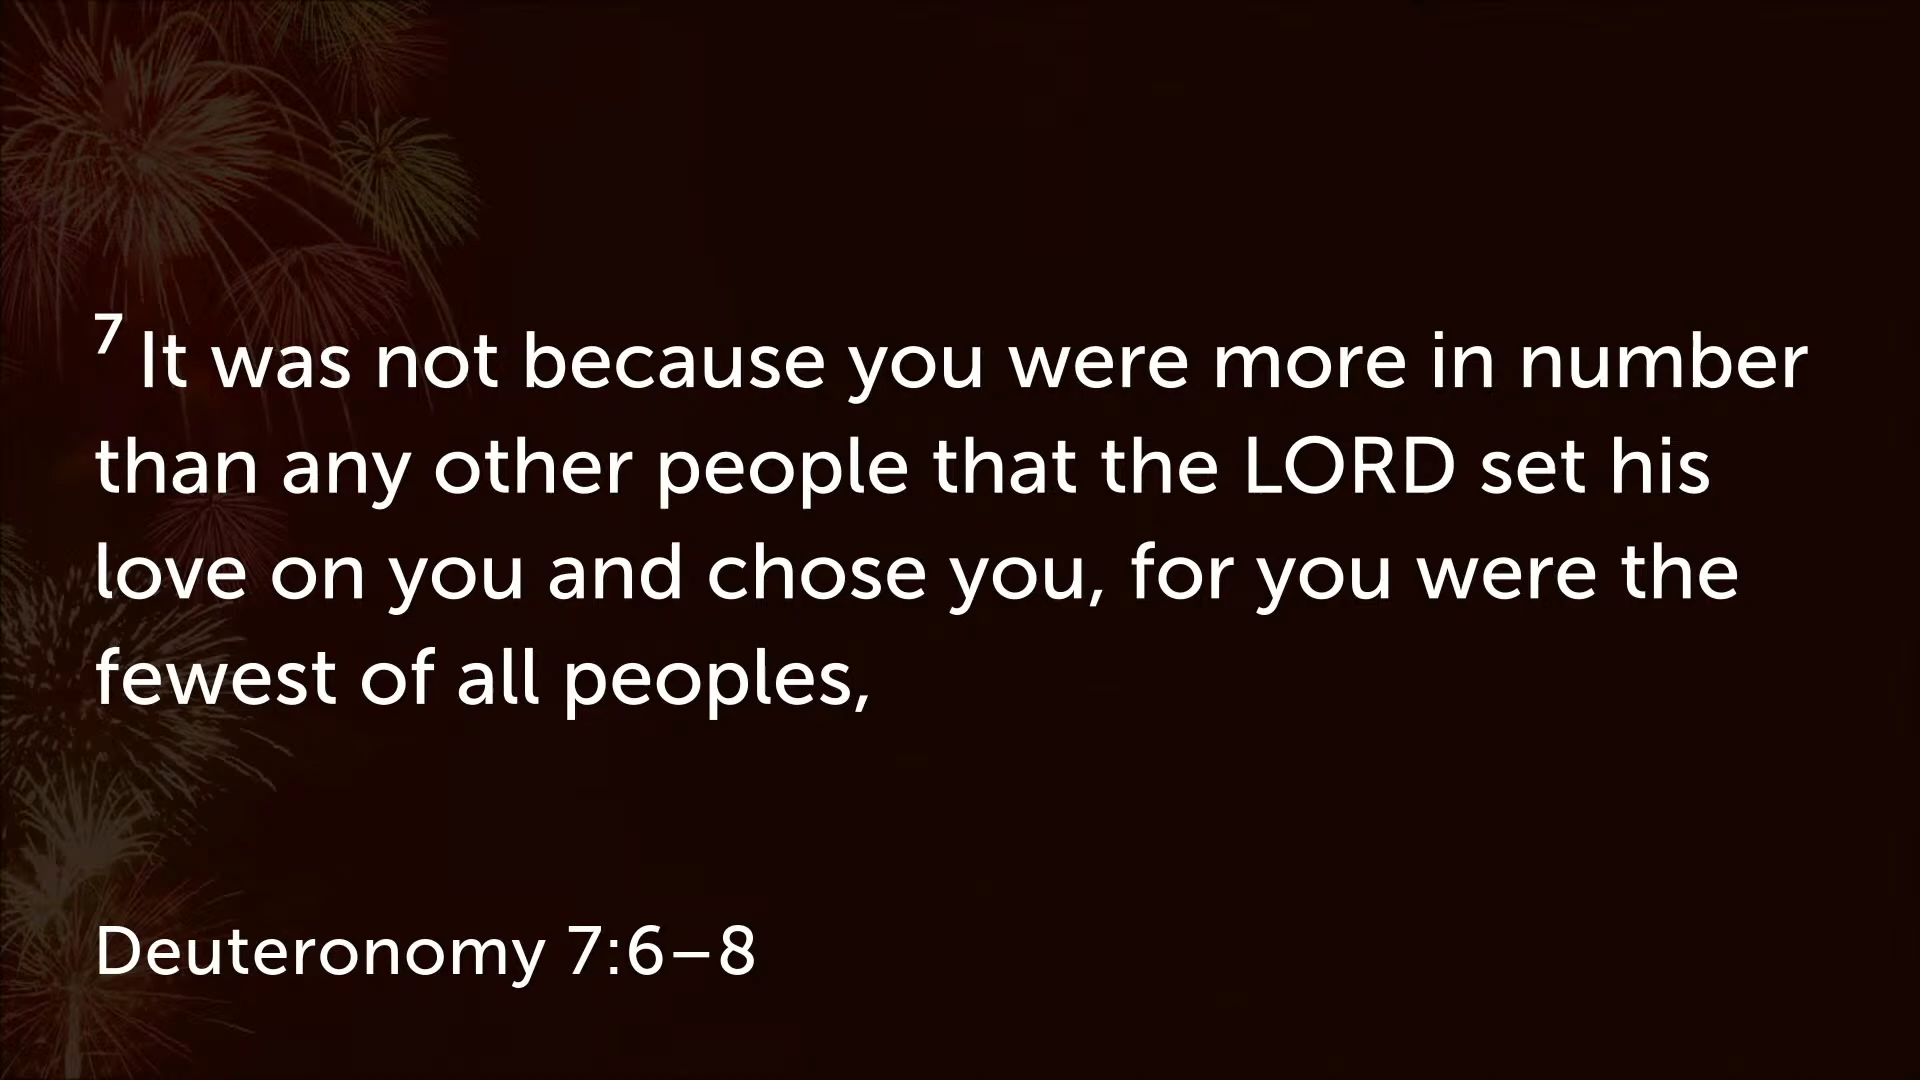 7 It was not because you were more in number
than any other people that the LORD set his
love on you and chose you, for you were the
fewest of all peoples,
Deuteronomy 7:6–8